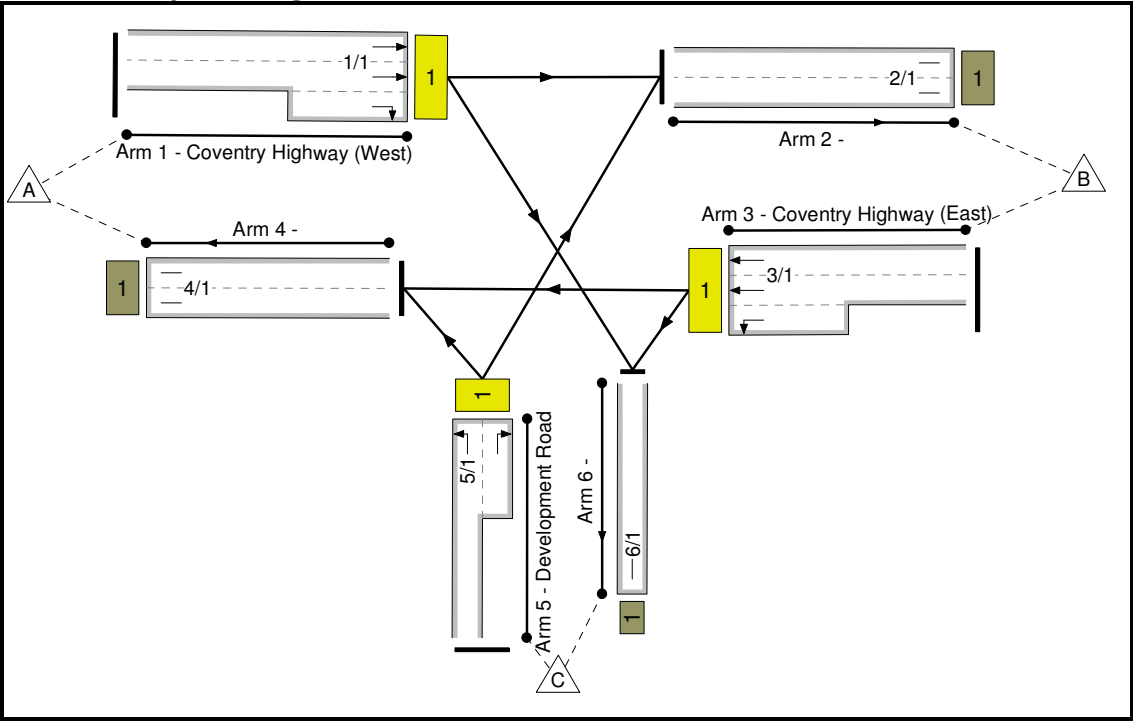 1/1
1
2/1
1
Arm 1 - Coventry Highway (West)
Arm 2 -
A
B
Arm 4 -
Arm 3 - Coventry Highway (East)
1
4/1
1
3/1
1
5/1
Arm 5 - Development Road
Arm 6 -
6/1
1
C